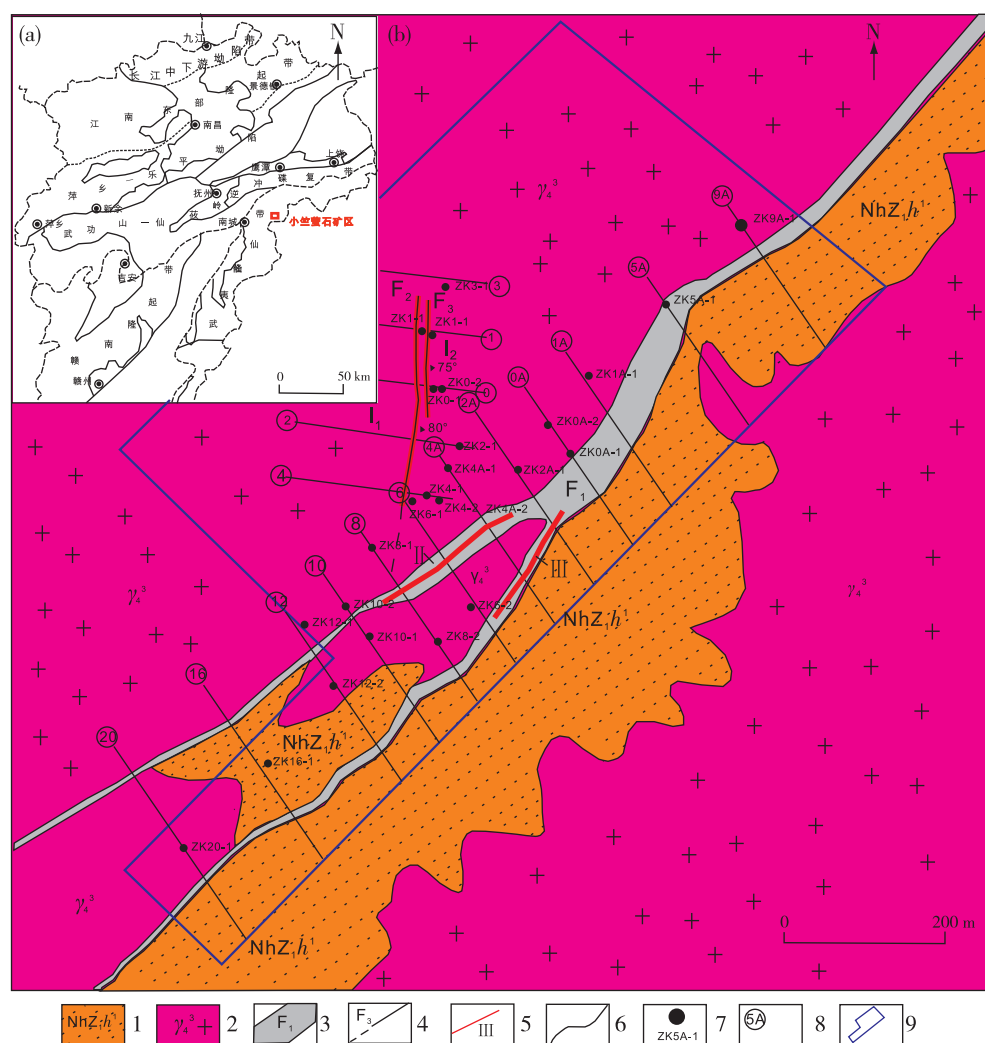 (a)
N
九江
长江中下游坳陷带
景德镇
江南东部隆起带
南昌
上饶
鹰潭
萍乡—乐平坳陷带
抚州
新余
萍乡
南城
小竺萤石矿区
武功山—仙
冲
碟
复
逆
岭
吉安
赣南隆起带
武
仙
赣州
0 50 km
(b)
N
γ₄³
9A
ZK9A-1
NhZ₁h¹
5A
ZK5A-1
ZK3-1
3
F₂
F₃
ZK1-1
ZK1-1
1
I₂
1A
75°
ZK1A-1
ZK0-2
ZK0-1
0
0A
I₁
2A
2
80°
ZK0A-2
4A
ZK2-1
ZK0A-1
ZK4A-1
ZK2A-1
4
6
ZK4-1
F₁
ZK6-1
ZK4-2
ZK4A-2
8
ZK8-1
I
II
III
γ₄³
γ₄³
γ₄³
10
ZK10-2
ZK6-2
NhZ₁h¹
12
ZK12-1
ZK10-1
ZK8-2
16
ZK12-2
NhZ₁h¹
20
ZK16-1
ZK20-1
γ₄³
NhZ₁h¹
0 200 m
NhZ₁h¹ 1
γ₄³+ 2
F₁ 3
F₃ 4
III 5
6
ZK5A-1 7
5A 8
9